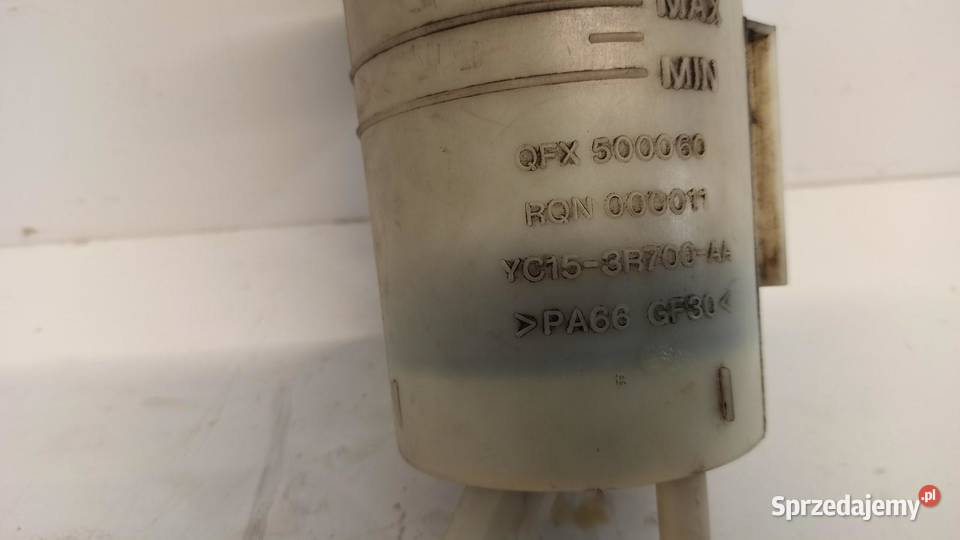 MAX
MIN
QFX 500060
RQN 000011
YC15-3R700-AA
>PA66 GF30<
Sprzedajemy.pl